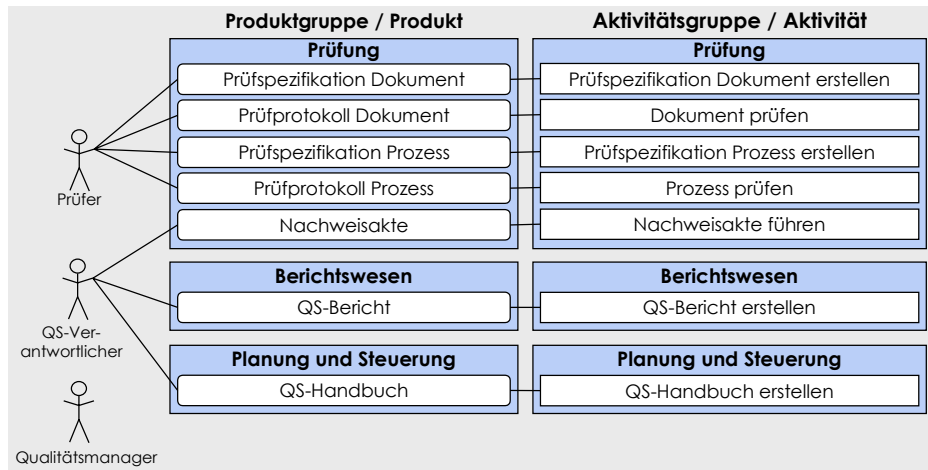 Produktgruppe / Produkt
Aktivitätsgruppe / Aktivität
Prüfung
Prüfung
Prüfspezifikation Dokument
Prüfspezifikation Dokument erstellen
Prüfprotokoll Dokument
Dokument prüfen
Prüfspezifikation Prozess
Prüfspezifikation Prozess erstellen
Prüfprotokoll Prozess
Prozess prüfen
Prüfer
Nachweisakte
Nachweisakte führen
Berichtswesen
Berichtswesen
QS-Bericht
QS-Bericht erstellen
QS-Ver-
antwortlicher
Planung und Steuerung
Planung und Steuerung
QS-Handbuch
QS-Handbuch erstellen
Qualitätsmanager